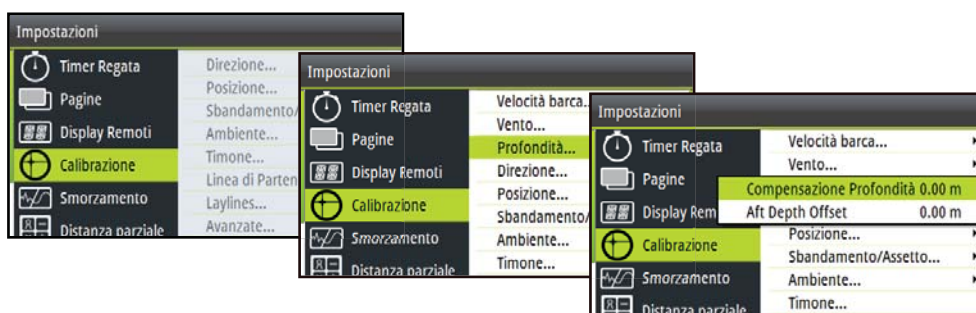 Impostazioni
Timer Regata
Pagine
Display Remoti
Calibrazione
Smorzamento
Distanza parziale
Direzione...
Posizione...
Sbandamento/
Ambiente...
Timone...
Linea di Parten
Laylines...
Avanzate...
Impostazioni
Timer Regata
Pagine
Display Remoti
Calibrazione
Smorzamento
Distanza parziale
Velocità barca...
Vento...
Profondità...
Direzione...
Posizione...
Sbandamento/
Ambiente...
Timone...
Impostazioni
Timer Regata
Pagine
Display Rem
Calibrazione
Smorzamento
Distanza parziale
Velocità barca...
Vento...
Compensazione Profondità 0.00 m
Aft Depth Offset 0.00 m
Posizione...
Sbandamento/Assetto...
Ambiente...
Timone...